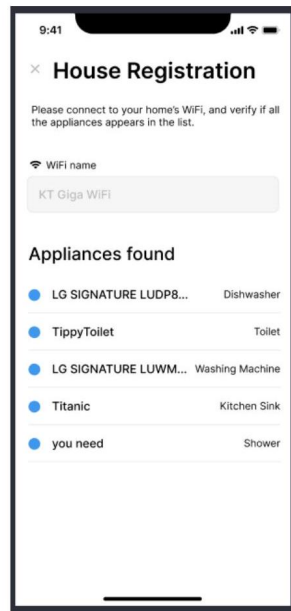 9:41
× House Registration
Please connect to your home's WiFi, and verify if all
the appliances appears in the list.
WiFi name
KT Giga WiFi
Appliances found
LG SIGNATURE LUDP8... Dishwasher
TippyToilet Toilet
LG SIGNATURE LUWM... Washing Machine
Titanic Kitchen Sink
you need Shower